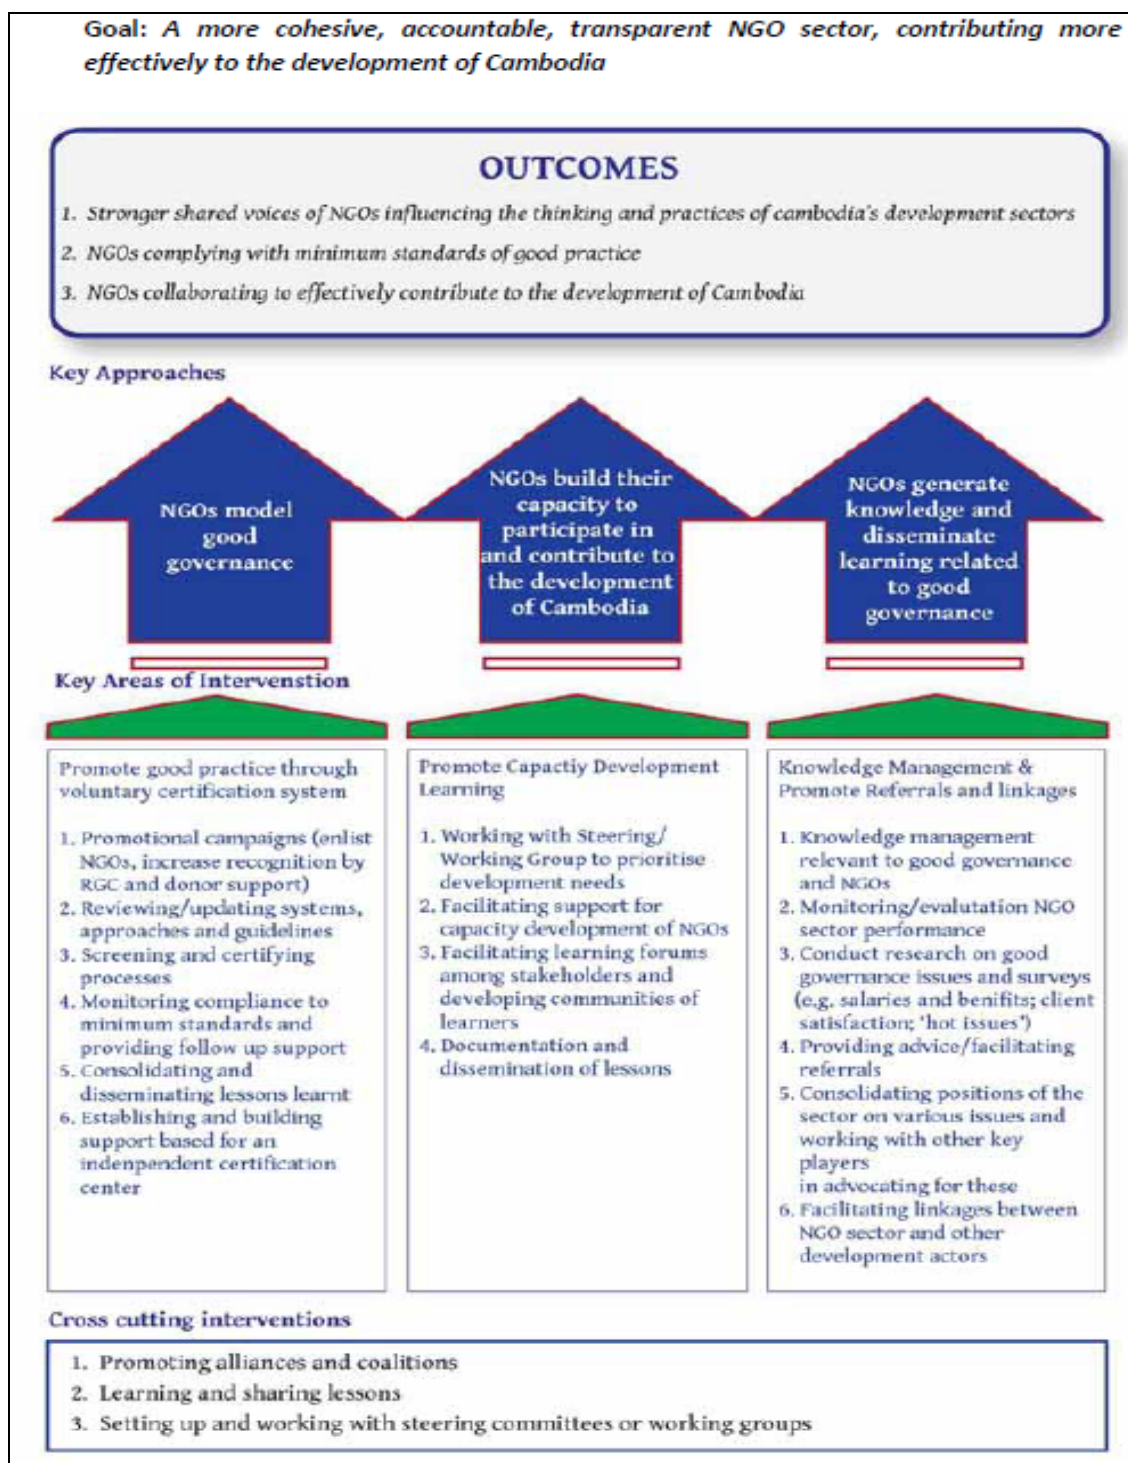 Goal: A more cohesive, accountable, transparent NGO sector, contributing more
effectively to the development of Cambodia
OUTCOMES
1. Stronger shared voices of NGOs influencing the thinking and practices of cambodia's development sectors
2. NGOs complying with minimum standards of good practice
3. NGOs collaborating to effectively contribute to the development of Cambodia
Key Approaches
NGOs model
good
governance
NGOs build their
capacity to
participate in
and contribute to
the development
of Cambodia
NGOs generate
knowledge and
disseminate
learning related
to good
governance
Key Areas of Intervenstion
Promote good practice through
voluntary certification system
1. Promotional campaigns (enlist
NGOs, increase recognition by
RGC and donor support)
2. Reviewing/updating systems,
approaches and guidelines
3. Screening and certifying
processes
4. Monitoring compliance to
minimum standards and
providing follow up support
5. Consolidating and
disseminating lessons learnt
6. Establishing and building
support based for an
indenpendent certification
center
Promote Capactiy Development
Learning
1. Working with Steering/
Working Group to prioritise
development needs
2. Facilitating support for
capacity development of NGOs
3. Facilitating learning forums
among stakeholders and
developing communities of
learners
4. Documentation and
dissemination of lessons
Knowledge Management &
Promote Referrals and linkages
1. Knowledge management
relevant to good governance
and NGOs
2. Monitoring/evalutation NGO
sector performance
3. Conduct research on good
governance issues and surveys
(e.g. salaries and benifits; client
satisfaction; 'hot issues')
4. Providing advice/facilitating
referrals
5. Consolidating positions of the
sector on various issues and
working with other key
players
in advocating for these
6. Facilitating linkages between
NGO sector and other
development actors
Cross cutting interventions
1. Promoting alliances and coalitions
2. Learning and sharing lessons
3. Setting up and working with steering committees or working groups